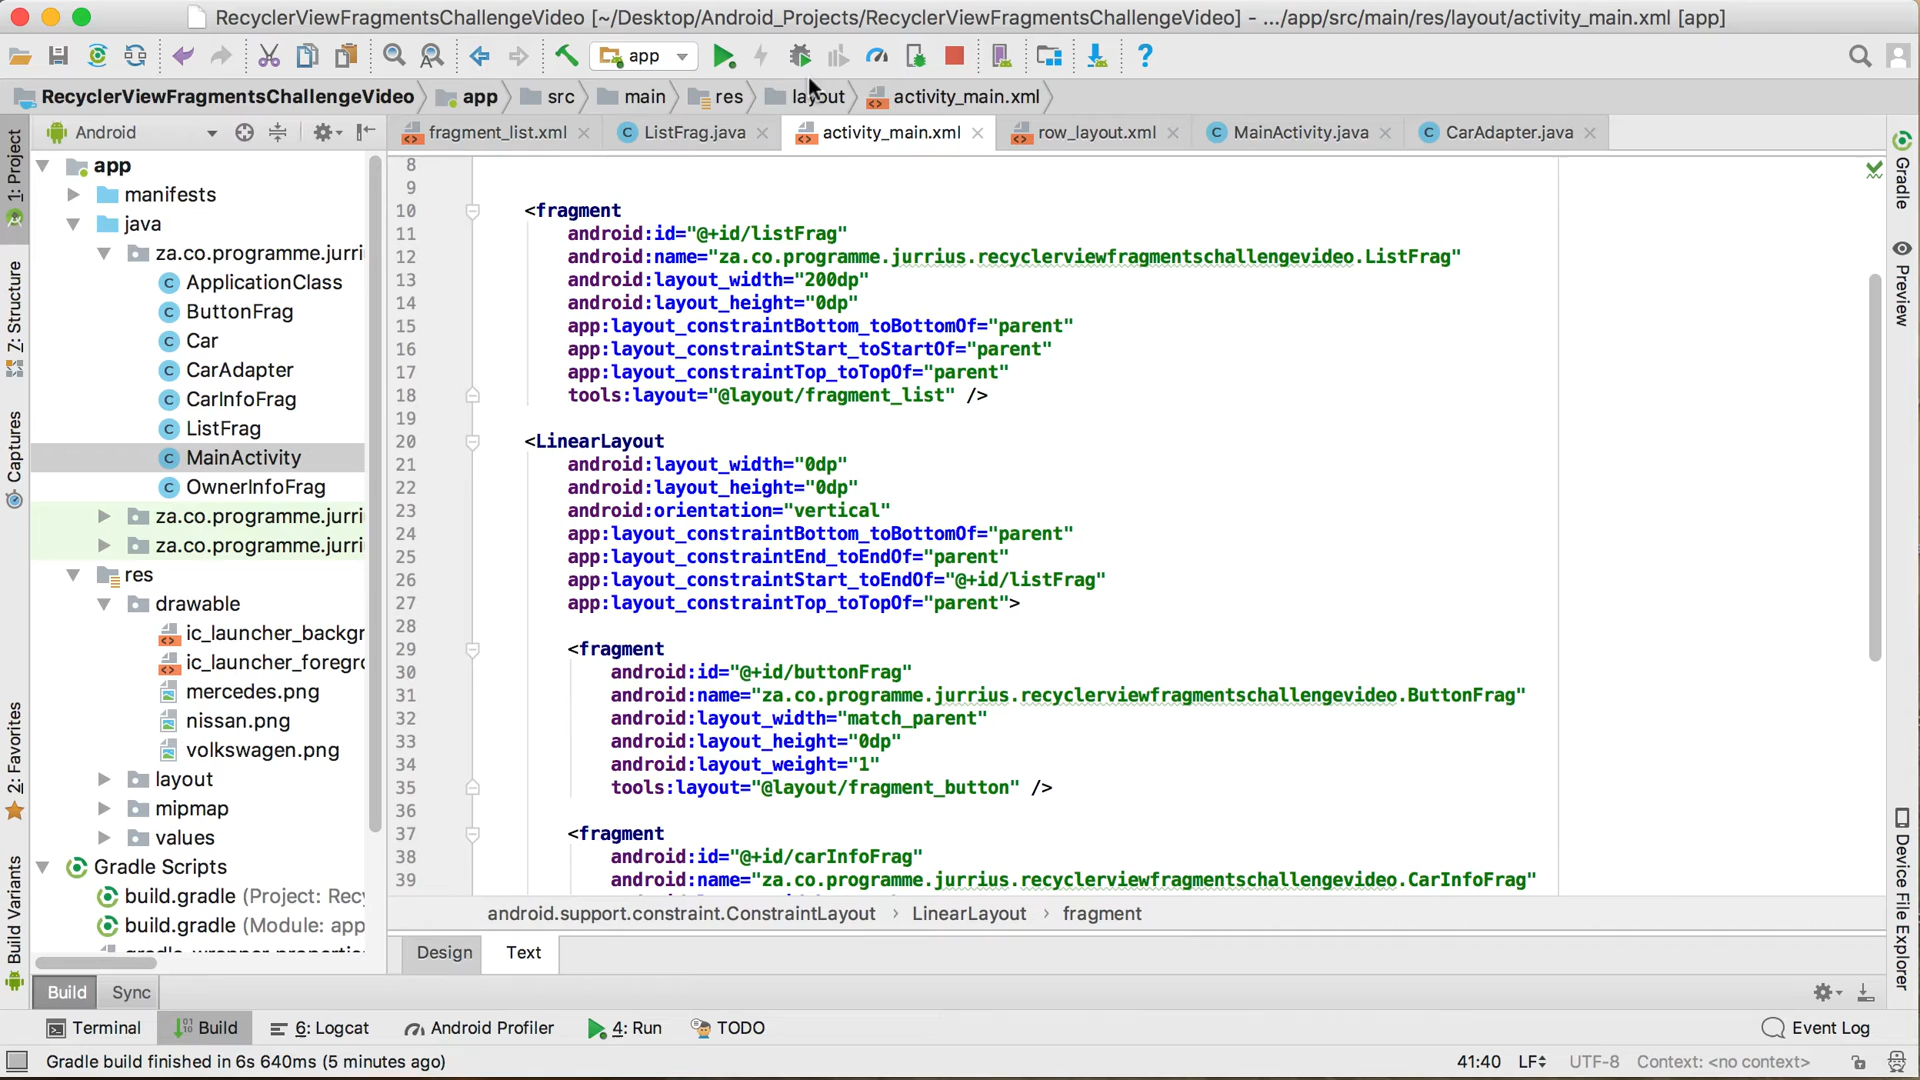 RecyclerViewFragmentsChallengeVideo [~/Desktop/Android_Projects/RecyclerViewFragmentsChallengeVideo] - .../app/src/main/res/layout/activity_main.xml [app]
app
?
RecyclerViewFragmentsChallengeVideo app src main res layout activity_main.xml
Android
fragment_list.xml ListFrag.java activity_main.xml row_layout.xml MainActivity.java CarAdapter.java
1: Project
7: Structure
Captures
2: Favorites
Build Variants
app
manifests
java
za.co.programme.jurri
ApplicationClass
ButtonFrag
Car
CarAdapter
CarInfoFrag
ListFrag
MainActivity
OwnerInfoFrag
za.co.programme.jurri
za.co.programme.jurri
res
drawable
ic_launcher_backgr
ic_launcher_foregro
mercedes.png
nissan.png
volkswagen.png
layout
mipmap
values
Gradle Scripts
build.gradle (Project: Recy
build.gradle (Module: app
8
9
10 <fragment
11 android:id="@+id/listFrag"
12 android:name="za.co.programme.jurrius.recyclerviewfragmentschallengevideo.ListFrag"
13 android:layout_width="200dp"
14 android:layout_height="0dp"
15 app:layout_constraintBottom_toBottomOf="parent"
16 app:layout_constraintStart_toStartOf="parent"
17 app:layout_constraintTop_toTopOf="parent"
18 tools:layout="@layout/fragment_list" />
19
20 <LinearLayout
21 android:layout_width="0dp"
22 android:layout_height="0dp"
23 android:orientation="vertical"
24 app:layout_constraintBottom_toBottomOf="parent"
25 app:layout_constraintEnd_toEndOf="parent"
26 app:layout_constraintStart_toEndOf="@+id/listFrag"
27 app:layout_constraintTop_toTopOf="parent">
28
29 <fragment
30 android:id="@+id/buttonFrag"
31 android:name="za.co.programme.jurrius.recyclerviewfragmentschallengevideo.ButtonFrag"
32 android:layout_width="match_parent"
33 android:layout_height="0dp"
34 android:layout_weight="1"
35 tools:layout="@layout/fragment_button" />
36
37 <fragment
38 android:id="@+id/carInfoFrag"
39 android:name="za.co.programme.jurrius.recyclerviewfragmentschallengevideo.CarInfoFrag"
android.support.constraint.ConstraintLayout › LinearLayout › fragment
Design Text
Gradle
Preview
Device File Explorer
Build Sync
Terminal Build 6: Logcat Android Profiler 4: Run TODO Event Log
Gradle build finished in 6s 640ms (5 minutes ago) 41:40 LF UTF-8 Context: <no context>